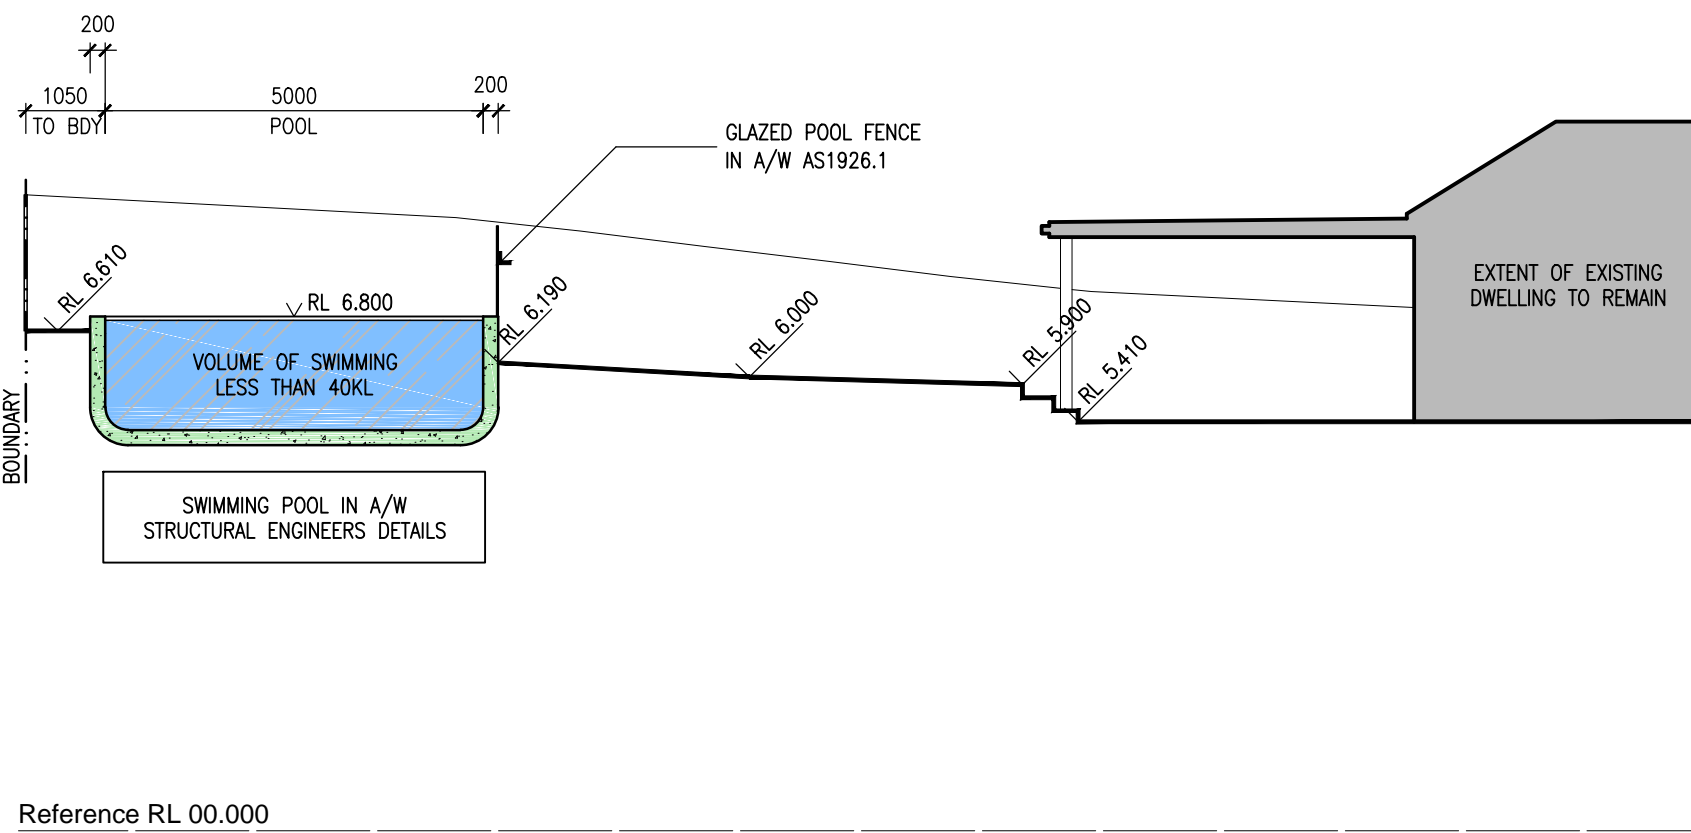 200
1050
TO BDY
5000
POOL
200
GLAZED POOL FENCE
IN A/W AS1926.1
RL 6.610
RL 6.800
RL 6.190
RL 6.000
RL 5.900
RL 5.410
EXTENT OF EXISTING
DWELLING TO REMAIN
VOLUME OF SWIMMING
LESS THAN 40KL
BOUNDARY
SWIMMING POOL IN A/W
STRUCTURAL ENGINEERS DETAILS
Reference RL 00.000